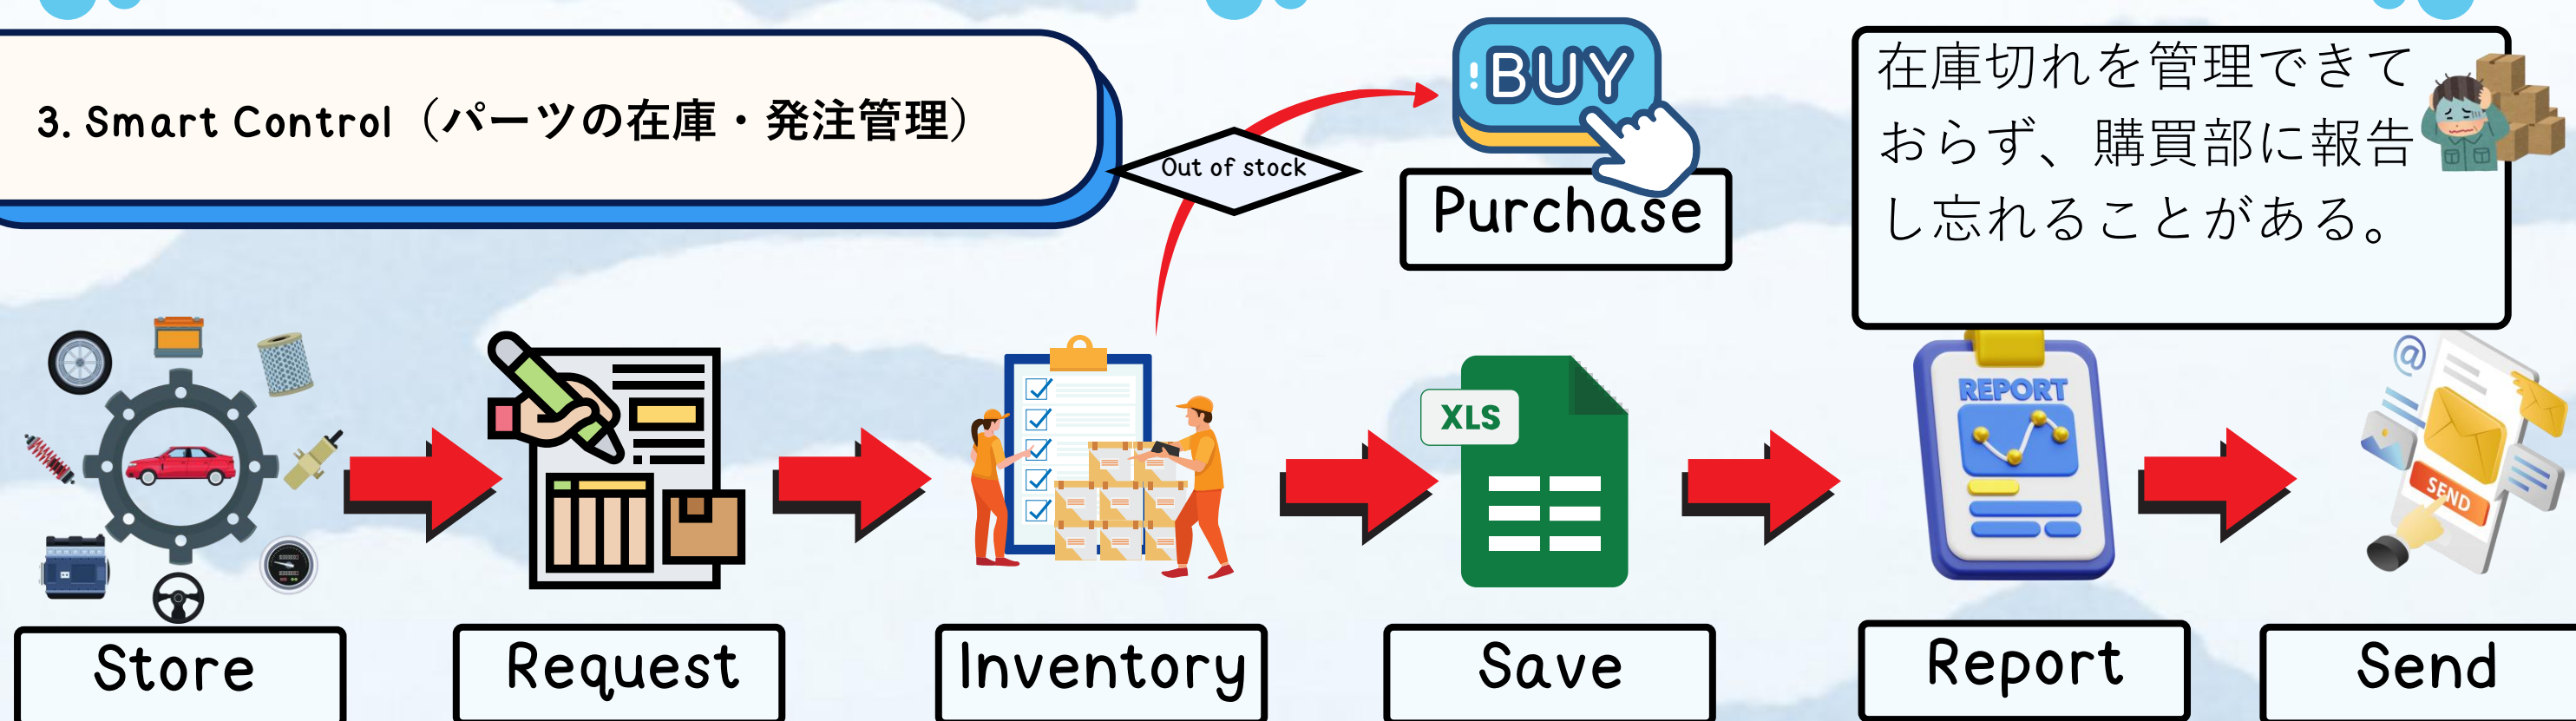 3. Smart Control（パーツの在庫・発注管理）
Out of stock
BUY
Purchase
在庫切れを管理できて
おらず、購買部に報告
し忘れることがある。
XLS
REPORT
@
SEND
Store
Request
Inventory
Save
Report
Send